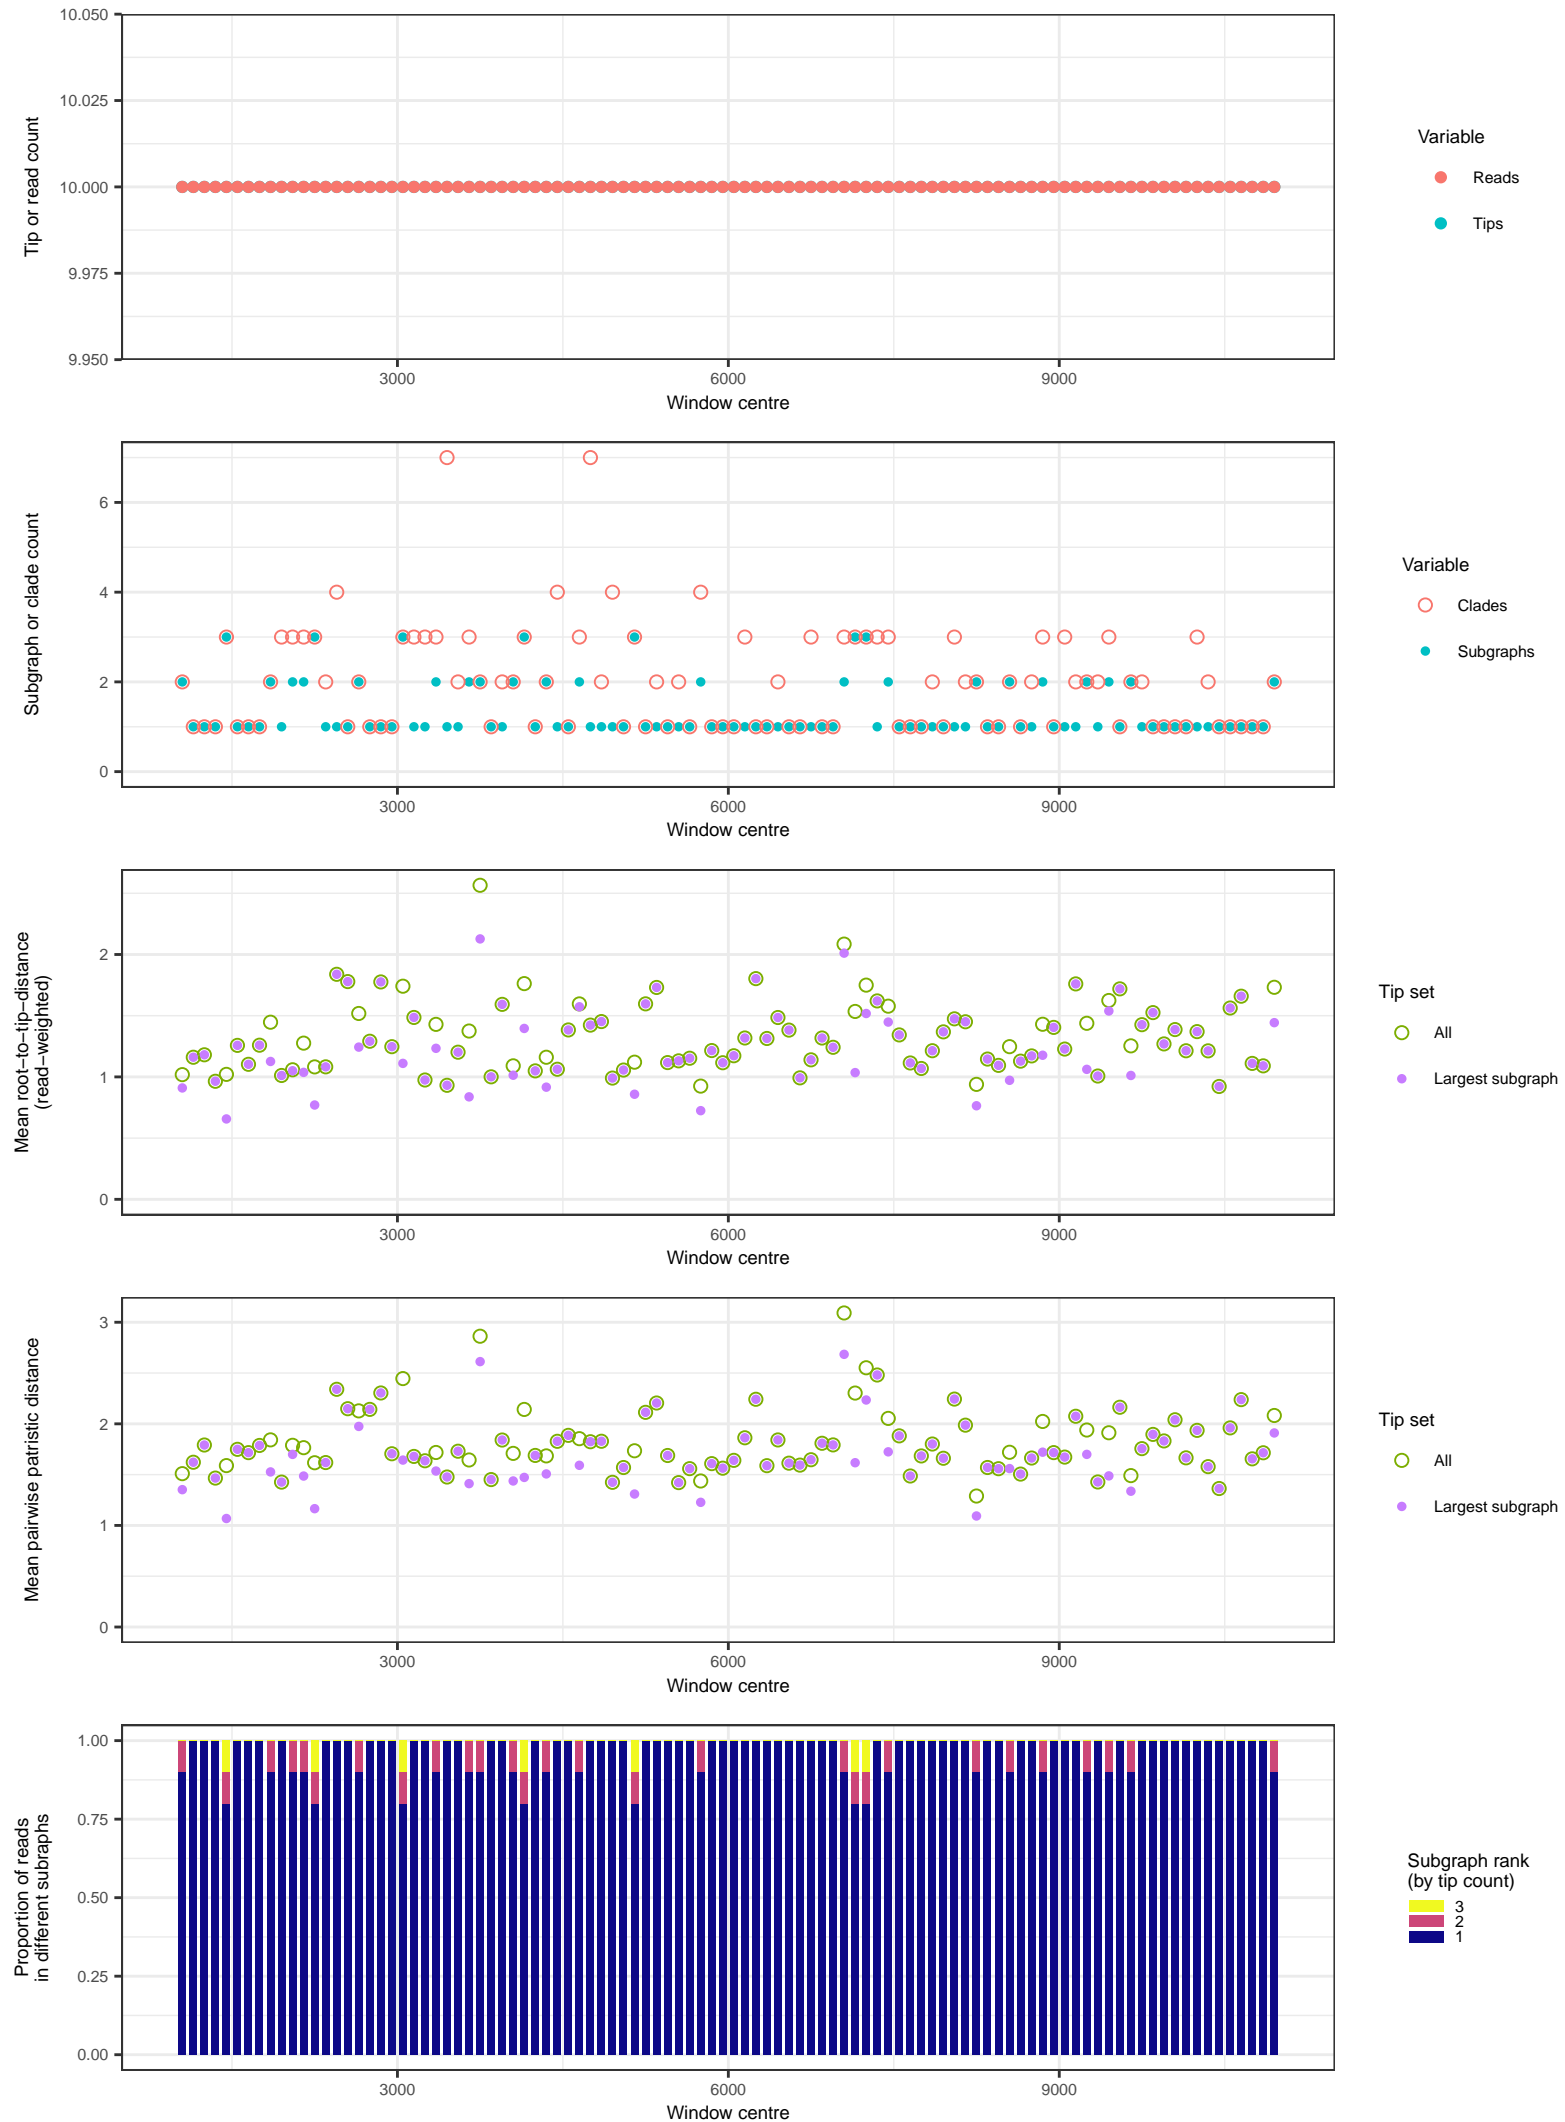 10.050
10.025
10.000
9.975
9.950
Tip or read count
3000
6000
9000
Window centre
Variable
Reads
Tips
6
4
2
0
Subgraph or clade count
3000
6000
9000
Window centre
Variable
Clades
Subgraphs
2
1
0
Mean root−to−tip−distance
(read−weighted)
3000
6000
9000
Window centre
Tip set
All
Largest subgraph
3
2
1
0
Mean pairwise patristic distance
3000
6000
9000
Window centre
Tip set
All
Largest subgraph
1.00
0.75
0.50
0.25
0.00
Proportion of reads
in different subraphs
3000
6000
9000
Window centre
Subgraph rank
(by tip count)
3
2
1